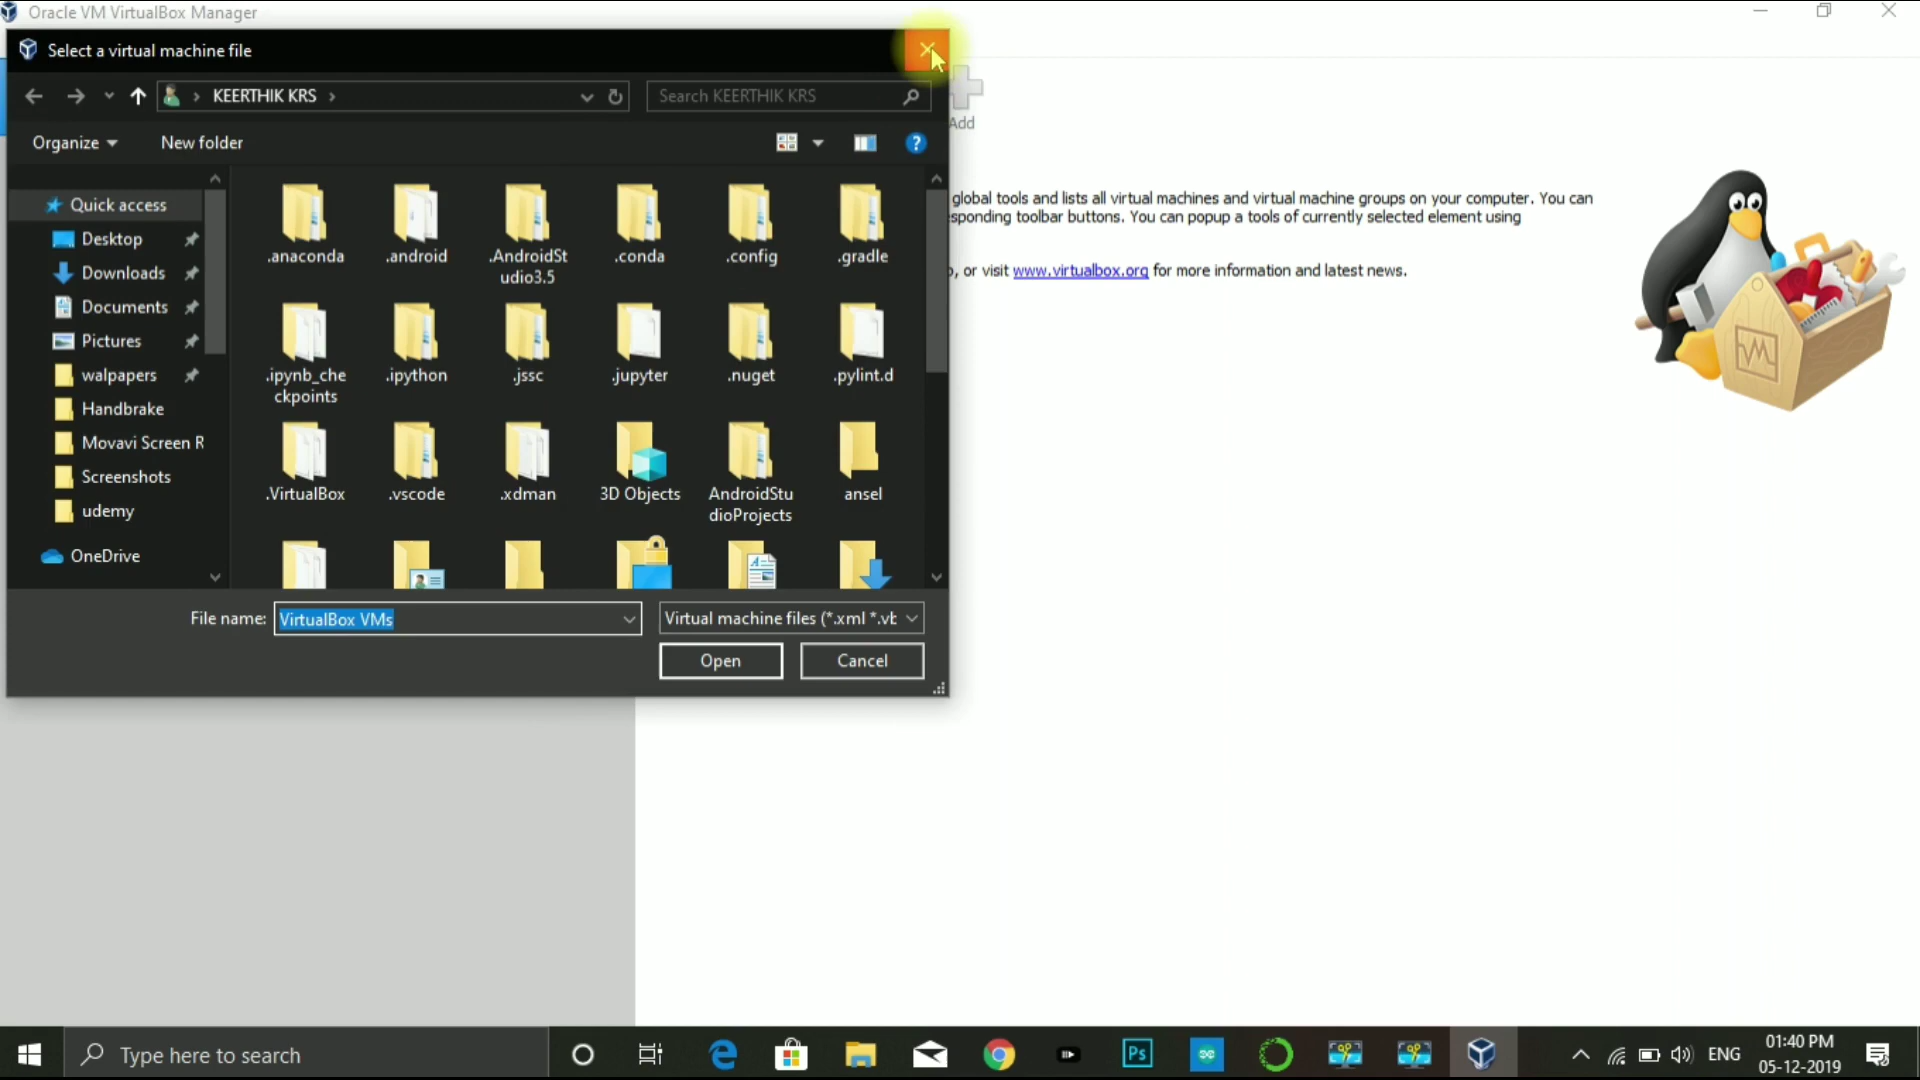 Oracle VM VirtualBox Manager
Select a virtual machine file
KEERTHIK KRS
Search KEERTHIK KRS
Add
Organize
New folder
?
Quick access
Desktop
Downloads
Documents
Pictures
walpapers
Handbrake
Movavi Screen R
Screenshots
udemy
OneDrive
.anaconda
.android
.AndroidSt
udio3.5
.conda
.config
.gradle
.ipynb_che
ckpoints
.ipython
.jssc
.jupyter
.nuget
.pylint.d
.VirtualBox
.vscode
.xdman
3D Objects
AndroidStu
dioProjects
ansel
global tools and lists all virtual machines and virtual machine groups on your computer. You can
sponding toolbar buttons. You can popup a tools of currently selected element using
, or visit www.virtualbox.org for more information and latest news.
File name:
VirtualBox VMs
Virtual machine files (*.xml *.vb
Open
Cancel
Type here to search
Ps
ENG
01:40 PM
05-12-2019